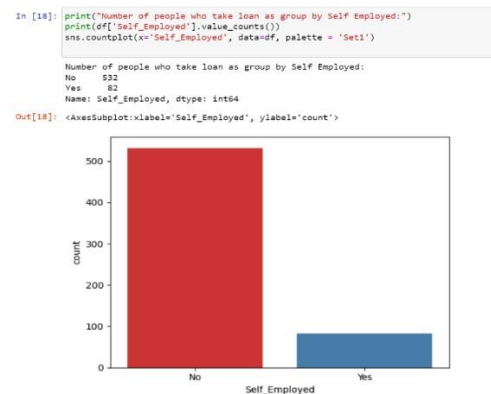 In [18]: print("Number of people who take loan as group by Self Employed:")
print(df['Self_Employed'].value_counts())
sns.countplot(x='Self_Employed', data=df, palette = 'Set1')
Number of people who take loan as group by Self Employed:
No 532
Yes 82
Name: Self_Employed, dtype: int64
Out[18]: <AxesSubplot:xlabel='Self_Employed', ylabel='count'>
500
400
300
200
100
0
count
No Yes
Self_Employed